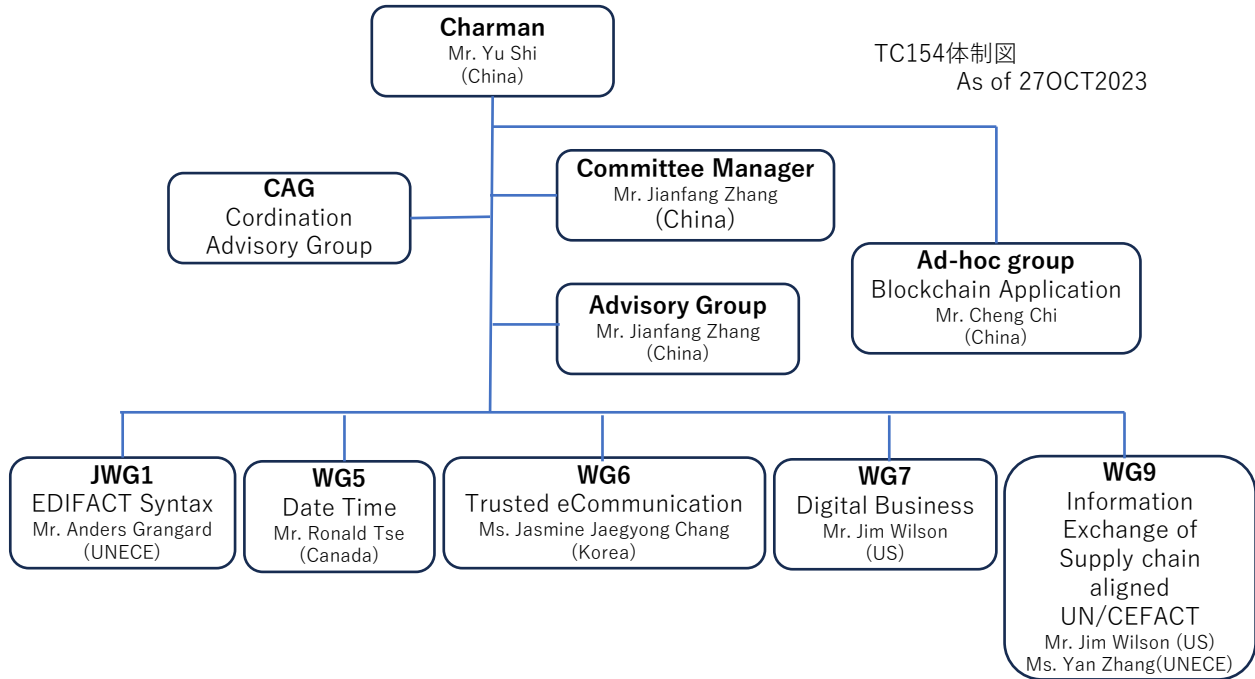 Charman
Mr. Yu Shi
(China)
TC154体制図
As of 27OCT2023
CAG
Cordination
Advisory Group
Committee Manager
Mr. Jianfang Zhang
(China)
Ad-hoc group
Blockchain Application
Mr. Cheng Chi
(China)
Advisory Group
Mr. Jianfang Zhang
(China)
JWG1
EDIFACT Syntax
Mr. Anders Grangard
(UNECE)
WG5
Date Time
Mr. Ronald Tse
(Canada)
WG6
Trusted eCommunication
Ms. Jasmine Jaegyong Chang
(Korea)
WG7
Digital Business
Mr. Jim Wilson
(US)
WG9
Information
Exchange of
Supply chain
aligned
UN/CEFACT
Mr. Jim Wilson (US)
Ms. Yan Zhang(UNECE)